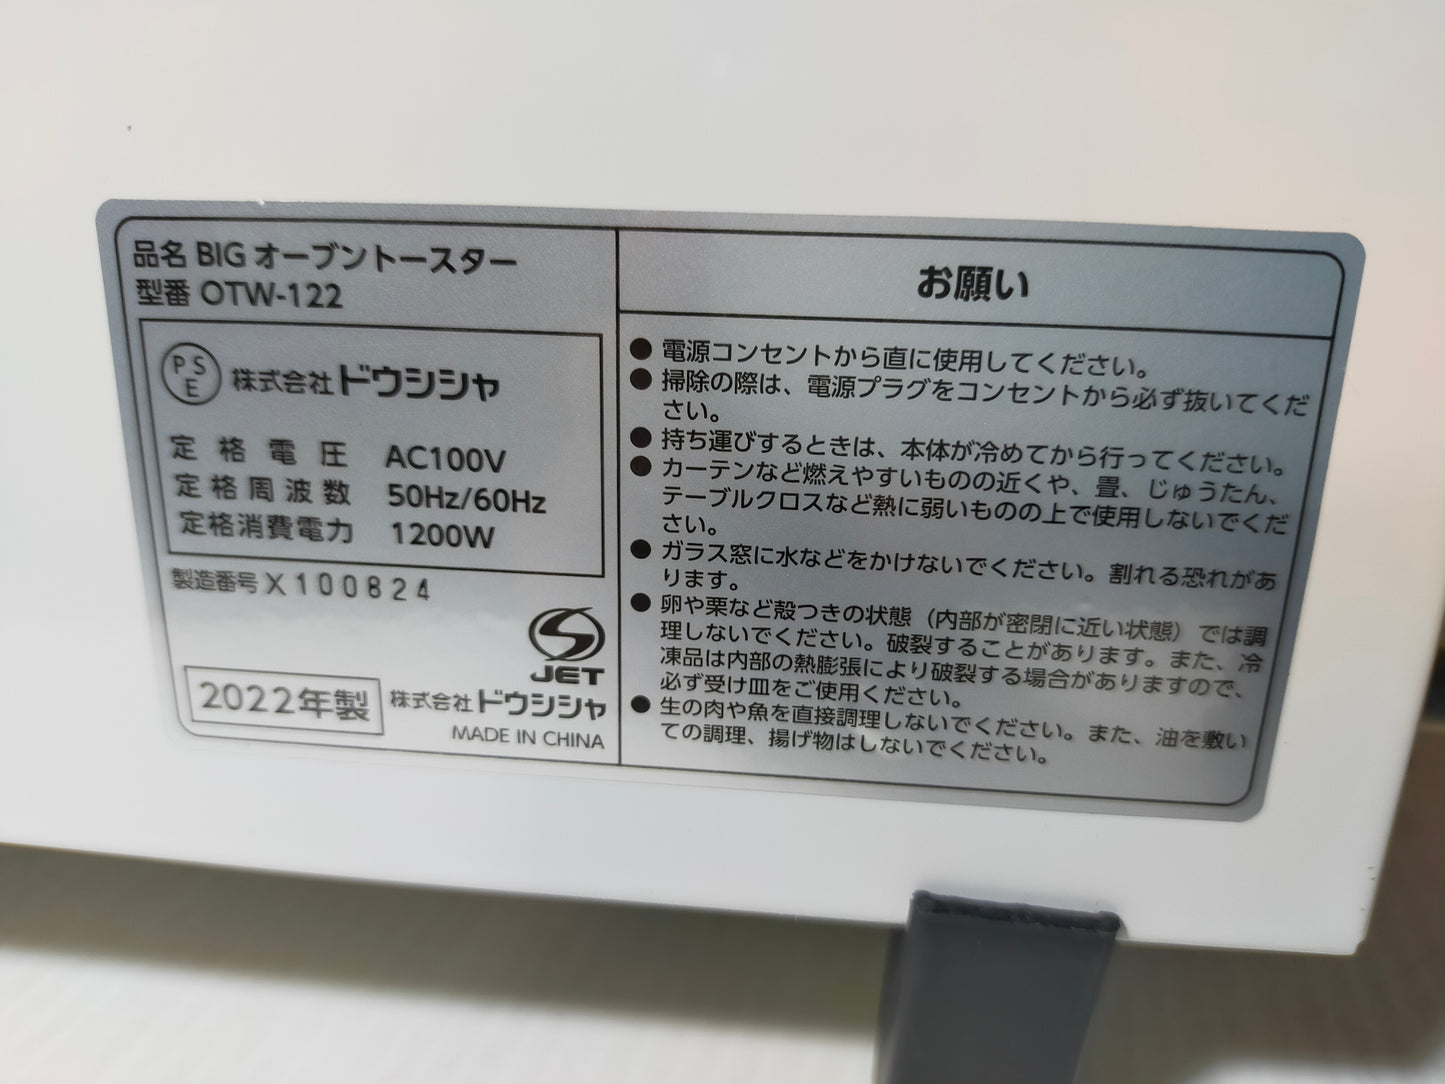 品名 BIG オーブントースター
型番 OTW-122
PSE 株式会社ドウシシャ
定格電圧 AC100V
定格周波数 50Hz/60Hz
定格消費電力 1200W
製造番号 X100824
JET
2022年製 株式会社ドウシシャ
MADE IN CHINA
お願い
● 電源コンセントから直に使用してください。
● 掃除の際は、電源プラグをコンセントから必ず抜いてくだ
さい。
● 持ち運びするときは、本体が冷めてから行ってください。
● カーテンなど燃えやすいものの近くや、畳、じゅうたん、
テーブルクロスなど熱に弱いものの上で使用しないでくだ
さい。
● ガラス窓に水などをかけないでください。割れる恐れがあ
ります。
● 卵や栗など殻つきの状態（内部が密閉に近い状態）では調
理しないでください。破裂することがあります。また、冷
凍品は内部の熱膨張により破裂する場合がありますので、
必ず受け皿をご使用ください。
● 生の肉や魚を直接調理しないでください。また、油を敷い
ての調理、揚げ物はしないでください。